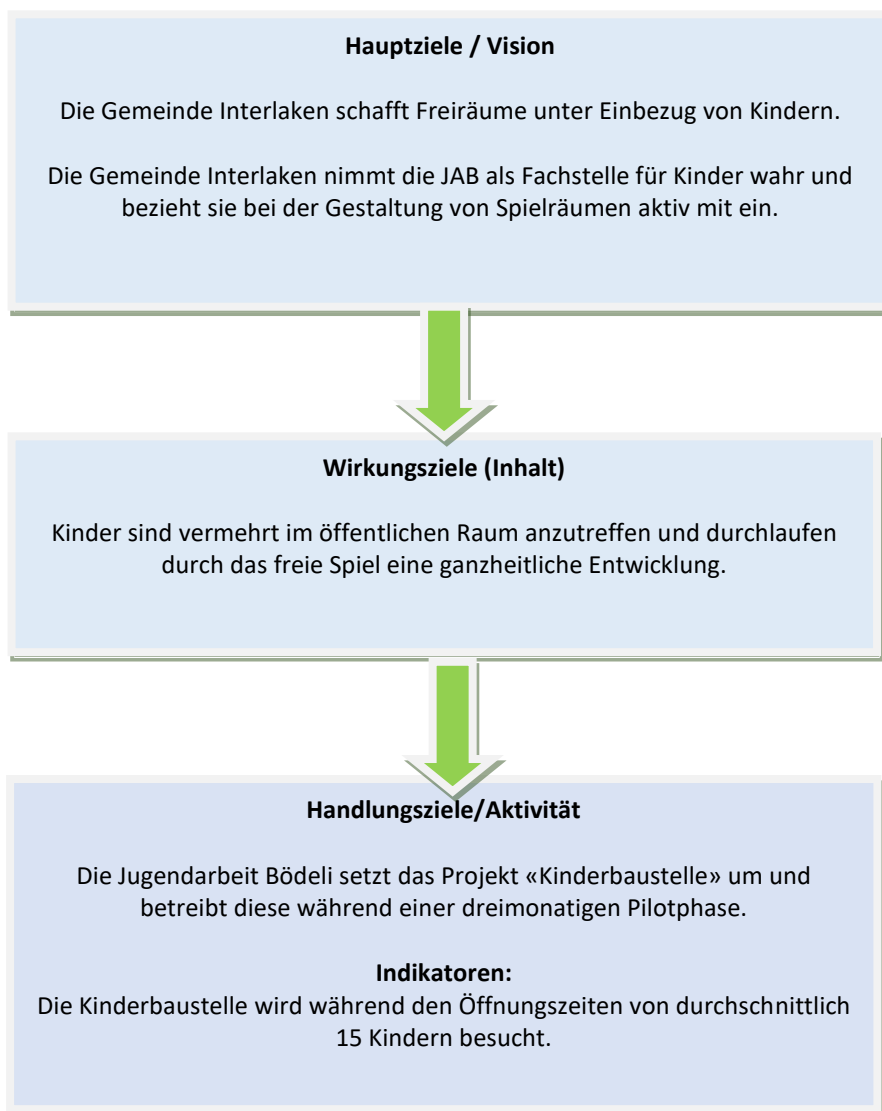 Hauptziele / Vision
Die Gemeinde Interlaken schafft Freiräume unter Einbezug von Kindern.
Die Gemeinde Interlaken nimmt die JAB als Fachstelle für Kinder wahr und
bezieht sie bei der Gestaltung von Spielräumen aktiv mit ein.
Wirkungsziele (Inhalt)
Kinder sind vermehrt im öffentlichen Raum anzutreffen und durchlaufen
durch das freie Spiel eine ganzheitliche Entwicklung.
Handlungsziele/Aktivität
Die Jugendarbeit Bödeli setzt das Projekt «Kinderbaustelle» um und
betreibt diese während einer dreimonatigen Pilotphase.
Indikatoren:
Die Kinderbaustelle wird während den Öffnungszeiten von durchschnittlich
15 Kindern besucht.